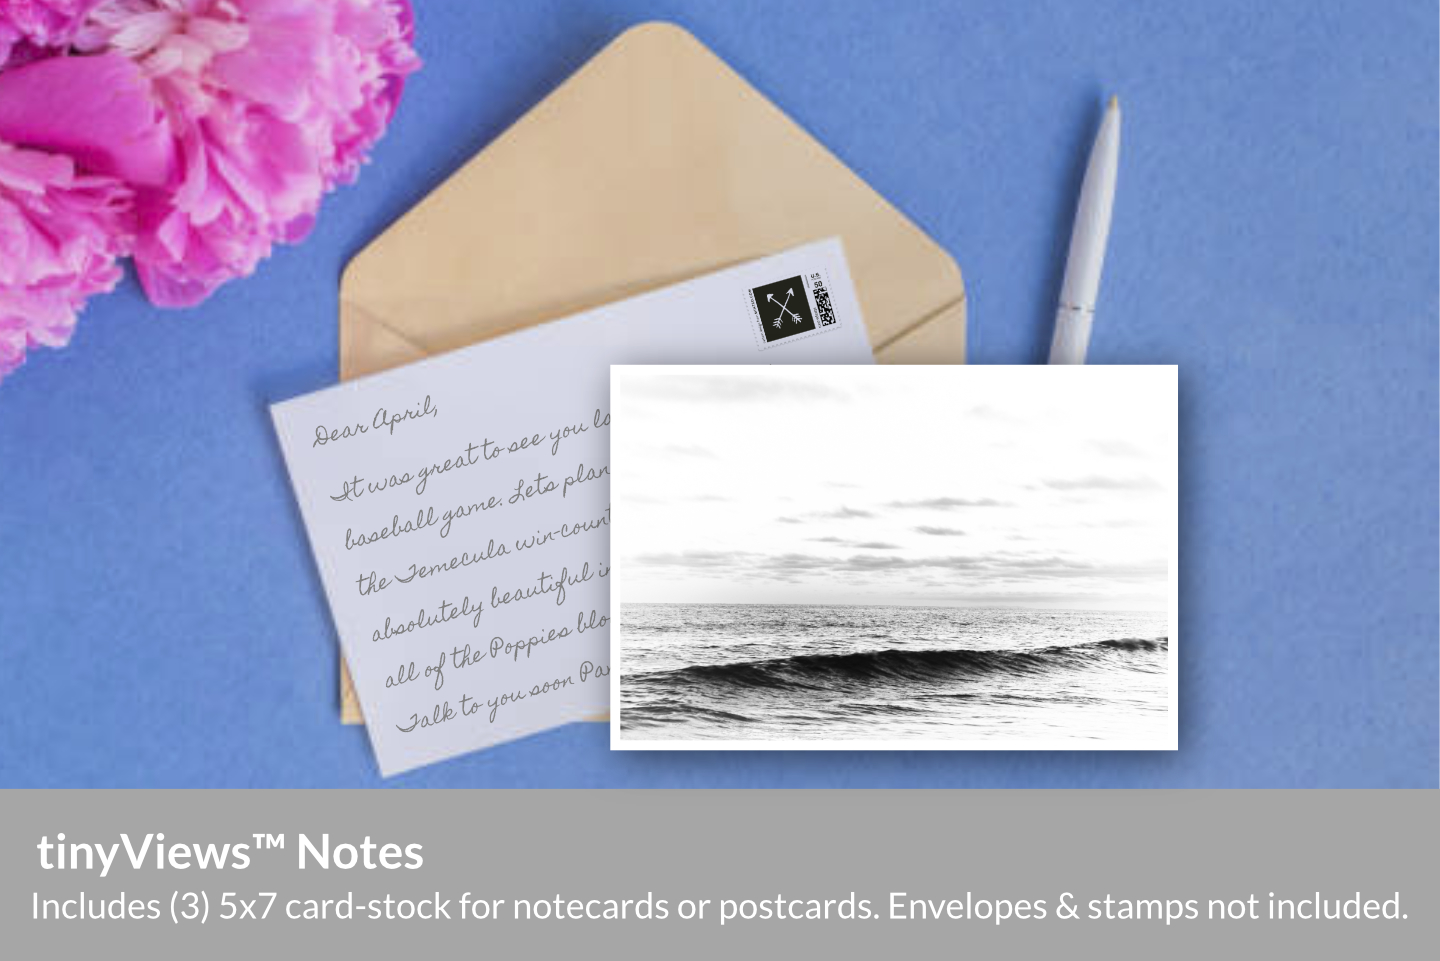 U.S.
50
Dear April,
It was great to see you la
baseball game. Lets plan
the Temecula win-count
absolutely beautiful in
all of the Poppies blo
Talk to you soon Pa
tinyViews™ Notes
Includes (3) 5x7 card-stock for notecards or postcards. Envelopes & stamps not included.